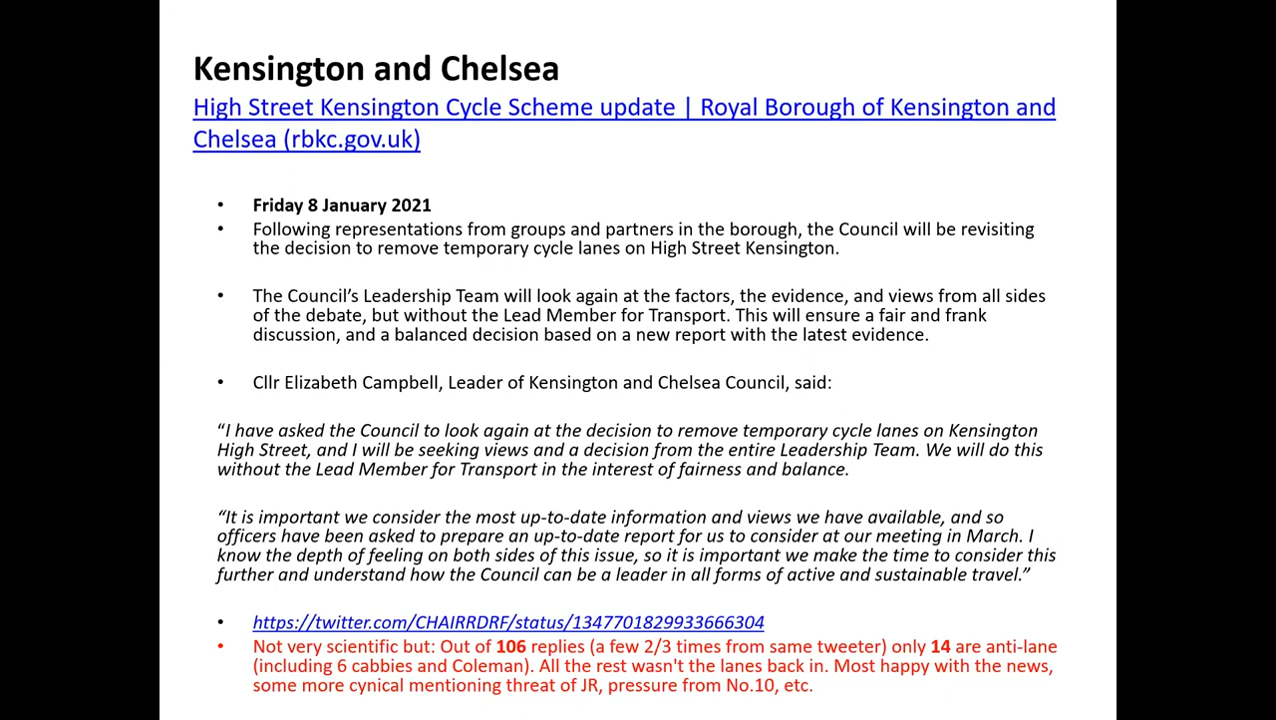 Kensington and Chelsea
High Street Kensington Cycle Scheme update | Royal Borough of Kensington and
Chelsea (rbkc.gov.uk)
• Friday 8 January 2021
• Following representations from groups and partners in the borough, the Council will be revisiting
the decision to remove temporary cycle lanes on High Street Kensington.
• The Council's Leadership Team will look again at the factors, the evidence, and views from all sides
of the debate, but without the Lead Member for Transport. This will ensure a fair and frank
discussion, and a balanced decision based on a new report with the latest evidence.
• Cllr Elizabeth Campbell, Leader of Kensington and Chelsea Council, said:
“I have asked the Council to look again at the decision to remove temporary cycle lanes on Kensington
High Street, and I will be seeking views and a decision from the entire Leadership Team. We will do this
without the Lead Member for Transport in the interest of fairness and balance.
“It is important we consider the most up-to-date information and views we have available, and so
officers have been asked to prepare an up-to-date report for us to consider at our meeting in March. I
know the depth of feeling on both sides of this issue, so it is important we make the time to consider this
further and understand how the Council can be a leader in all forms of active and sustainable travel.”
• https://twitter.com/CHAIRRDRF/status/1347701829933666304
• Not very scientific but: Out of 106 replies (a few 2/3 times from same tweeter) only 14 are anti-lane
(including 6 cabbies and Coleman). All the rest wasn't the lanes back in. Most happy with the news,
some more cynical mentioning threat of JR, pressure from No.10, etc.